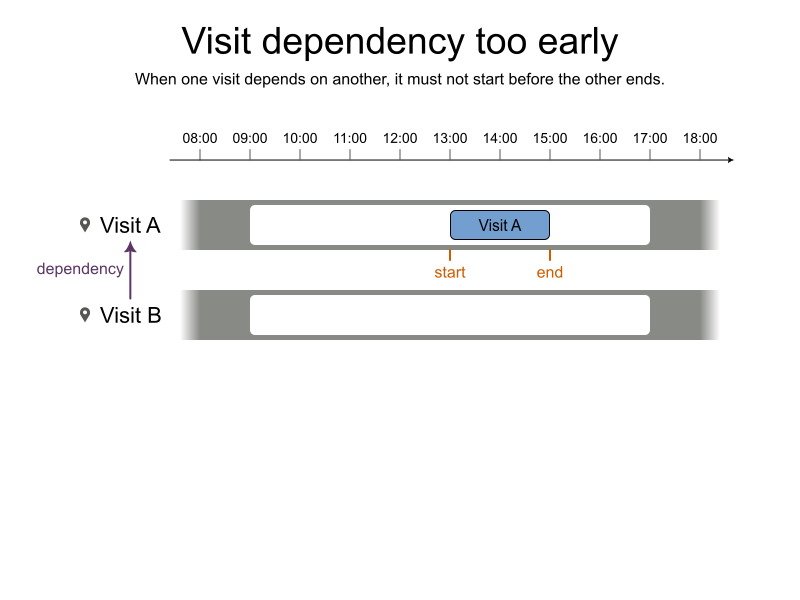 Visit dependency too early
When one visit depends on another, it must not start before the other ends.
08:00 09:00 10:00 11:00 12:00 13:00 14:00 15:00 16:00 17:00 18:00
Visit A
Visit A
start end
dependency
Visit B